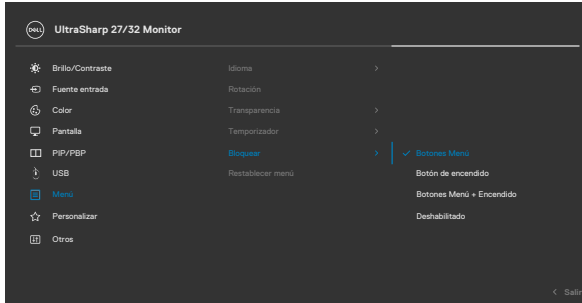 DELL UltraSharp 27/32 Monitor
Brillo/Contraste
Fuente entrada
Color
Pantalla
PIP/PBP
USB
Menú
Personalizar
Otros
Idioma
Rotación
Transparencia
Temporizador
Bloquear
Restablecer menú
Botones Menú
Botón de encendido
Botones Menú + Encendido
Deshabilitado
Salir